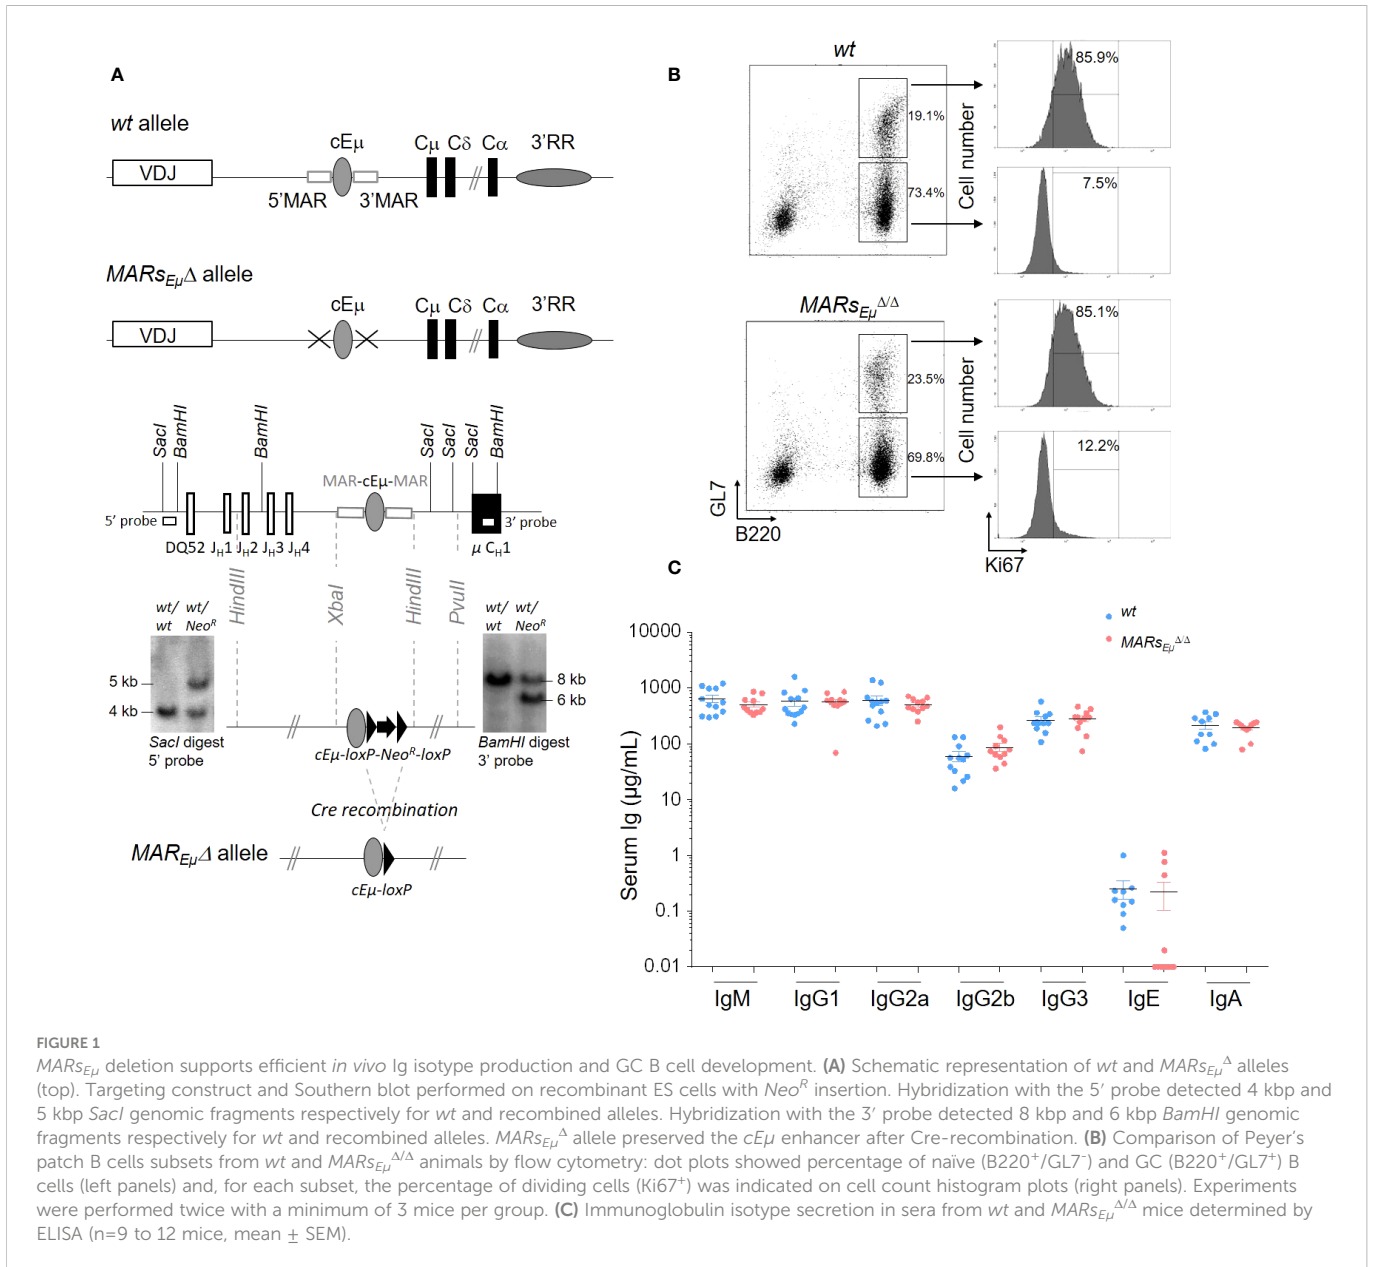 A
wt allele
cEμ
Cμ Cδ Cα 3'RR
VDJ
5'MAR 3'MAR
MARsEμΔ allele
cEμ
Cμ Cδ Cα 3'RR
VDJ
SacI
BamHI
BamHI
SacI
SacI
SacI
BamHI
MAR-cEμ-MAR
5' probe
3' probe
DQ52 JH1 JH2 JH3 JH4
μ CH1
HindIII
XbaI
HindIII
PvuII
wt/ wt/
wt NeoR
5 kb
4 kb
SacI digest
5' probe
wt/wt wt/
NeoR
8 kb
6 kb
BamHI digest
3' probe
cEμ-loxP-NeoR-loxP
Cre recombination
MAREμΔ allele
cEμ-loxP
B
wt
19.1%
73.4%
Cell number
85.9%
7.5%
MARsEμΔ/Δ
23.5%
69.8%
Cell number
85.1%
12.2%
GL7
B220
Ki67
C
wt
MARsEμΔ/Δ
Serum Ig (μg/mL)
10000
1000
100
10
1
0.1
0.01
IgM IgG1 IgG2a IgG2b IgG3 IgE IgA
FIGURE 1
MARsEμ deletion supports efficient in vivo Ig isotype production and GC B cell development. (A) Schematic representation of wt and MARsEμΔ alleles
(top). Targeting construct and Southern blot performed on recombinant ES cells with NeoR insertion. Hybridization with the 5′ probe detected 4 kbp and
5 kbp SacI genomic fragments respectively for wt and recombined alleles. Hybridization with the 3′ probe detected 8 kbp and 6 kbp BamHI genomic
fragments respectively for wt and recombined alleles. MARsEμΔ allele preserved the cEμ enhancer after Cre-recombination. (B) Comparison of Peyer's
patch B cells subsets from wt and MARsEμΔ/Δ animals by flow cytometry: dot plots showed percentage of naïve (B220+/GL7-) and GC (B220+/GL7+) B
cells (left panels) and, for each subset, the percentage of dividing cells (Ki67+) was indicated on cell count histogram plots (right panels). Experiments
were performed twice with a minimum of 3 mice per group. (C) Immunoglobulin isotype secretion in sera from wt and MARsEμΔ/Δ mice determined by
ELISA (n=9 to 12 mice, mean ± SEM).